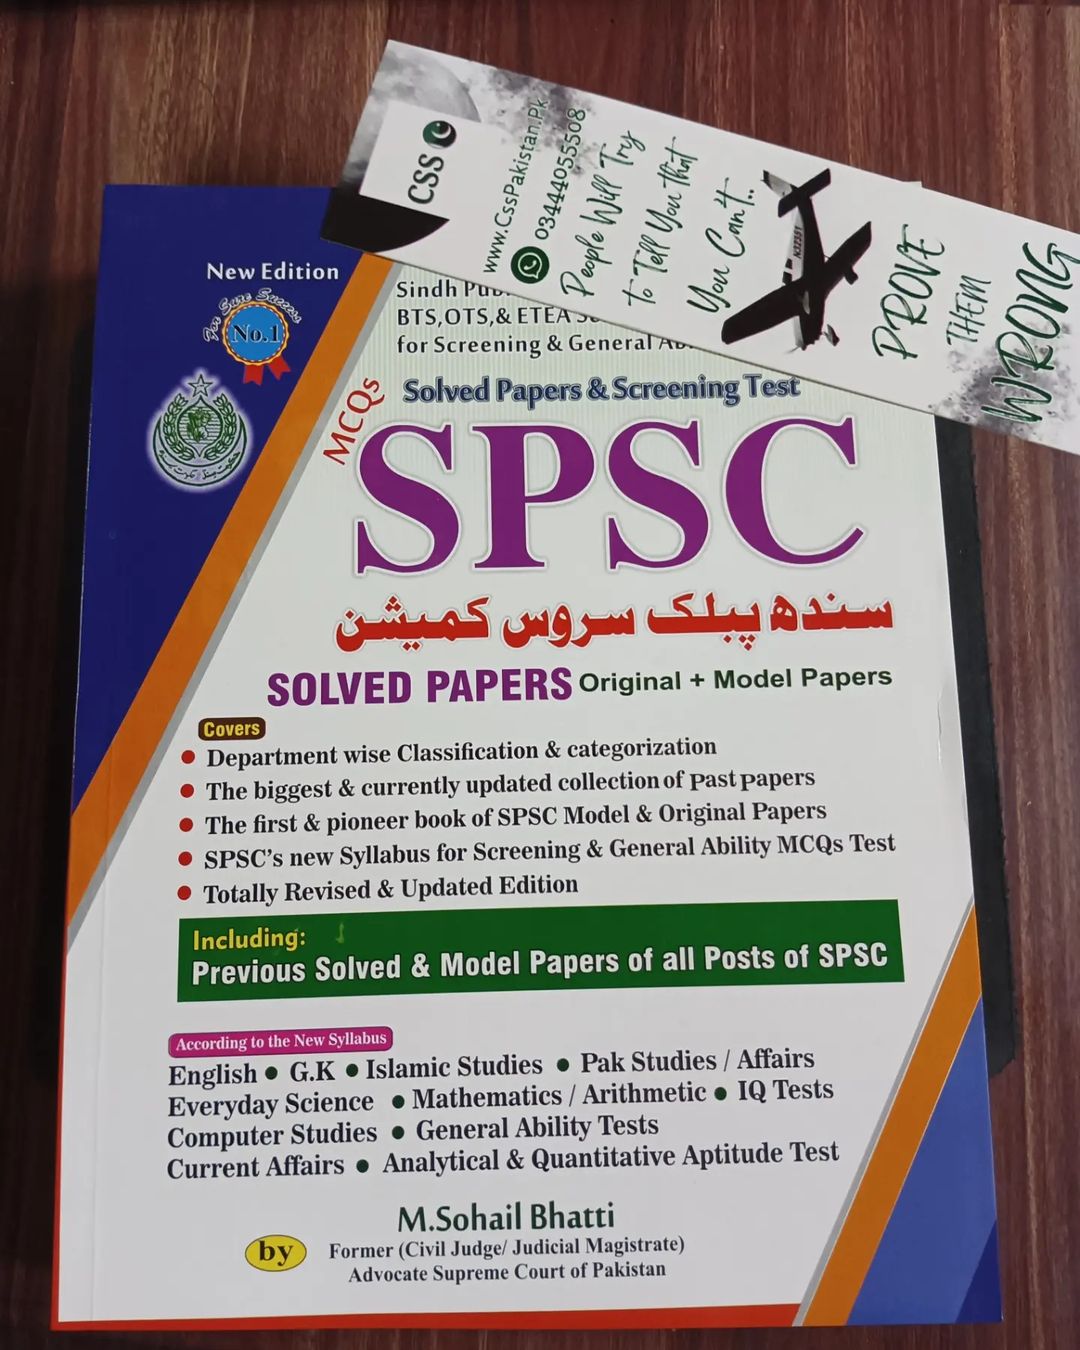 CSS
www.CssPakistan.Pk
03444055508
People Will Try
to Tell You that
You Can't..
N32391
PROVE
THEM
WRONG
New Edition
For Sure Success
No.1
Sindh
BTS,OTS,& ETEA
for Screening & General
Solved Papers & Screening Test
MCQs
SPSC
سندھ پبلک سروس کمیشن
SOLVED PAPERS Original + Model Papers
Covers
• Department wise Classification & categorization
• The biggest & currently updated collection of Past papers
• The first & pioneer book of SPSC Model & Original Papers
• SPSC's new Syllabus for Screening & General Ability MCQs Test
• Totally Revised & Updated Edition
Including:
Previous Solved & Model Papers of all Posts of SPSC
According to the New Syllabus
English • G.K • Islamic Studies • Pak Studies / Affairs
Everyday Science • Mathematics / Arithmetic • IQ Tests
Computer Studies • General Ability Tests
Current Affairs • Analytical & Quantitative Aptitude Test
M.Sohail Bhatti
by
Former (Civil Judge/ Judicial Magistrate)
Advocate Supreme Court of Pakistan